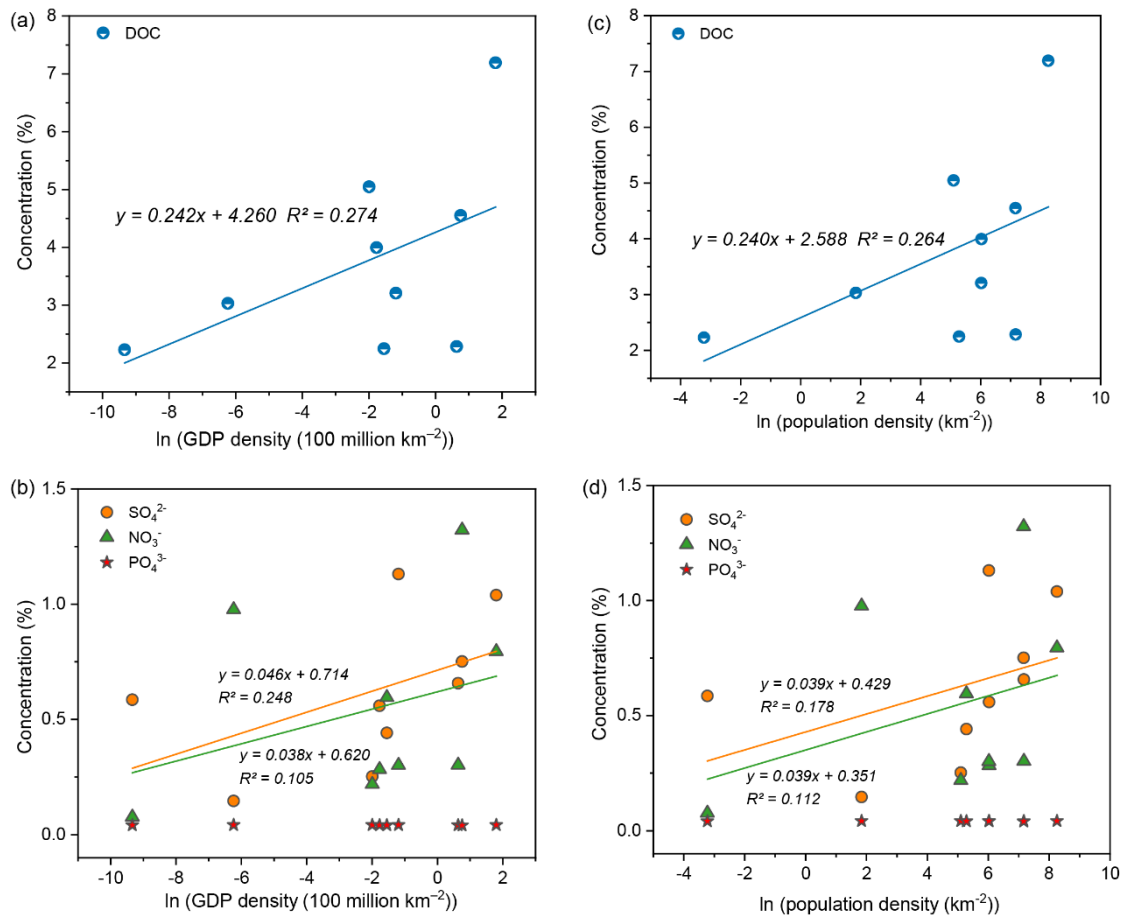 (a)
DOC
8
7
6
5
4
3
2
Concentration (%)
y = 0.242x + 4.260 R² = 0.274
-10 -8 -6 -4 -2 0 2
ln (GDP density (100 million km⁻²))
(c)
DOC
8
7
6
5
4
3
2
Concentration (%)
y = 0.240x + 2.588 R² = 0.264
-4 -2 0 2 4 6 8 10
ln (population density (km⁻²))
(b)
SO₄²⁻
NO₃⁻
PO₄³⁻
1.5
1.0
0.5
0.0
Concentration (%)
y = 0.046x + 0.714
R² = 0.248
y = 0.038x + 0.620
R² = 0.105
-10 -8 -6 -4 -2 0 2
ln (GDP density (100 million km⁻²))
(d)
SO₄²⁻
NO₃⁻
PO₄³⁻
1.5
1.0
0.5
0.0
Concentration (%)
y = 0.039x + 0.429
R² = 0.178
y = 0.039x + 0.351
R² = 0.112
-4 -2 0 2 4 6 8 10
ln (population density (km⁻²))